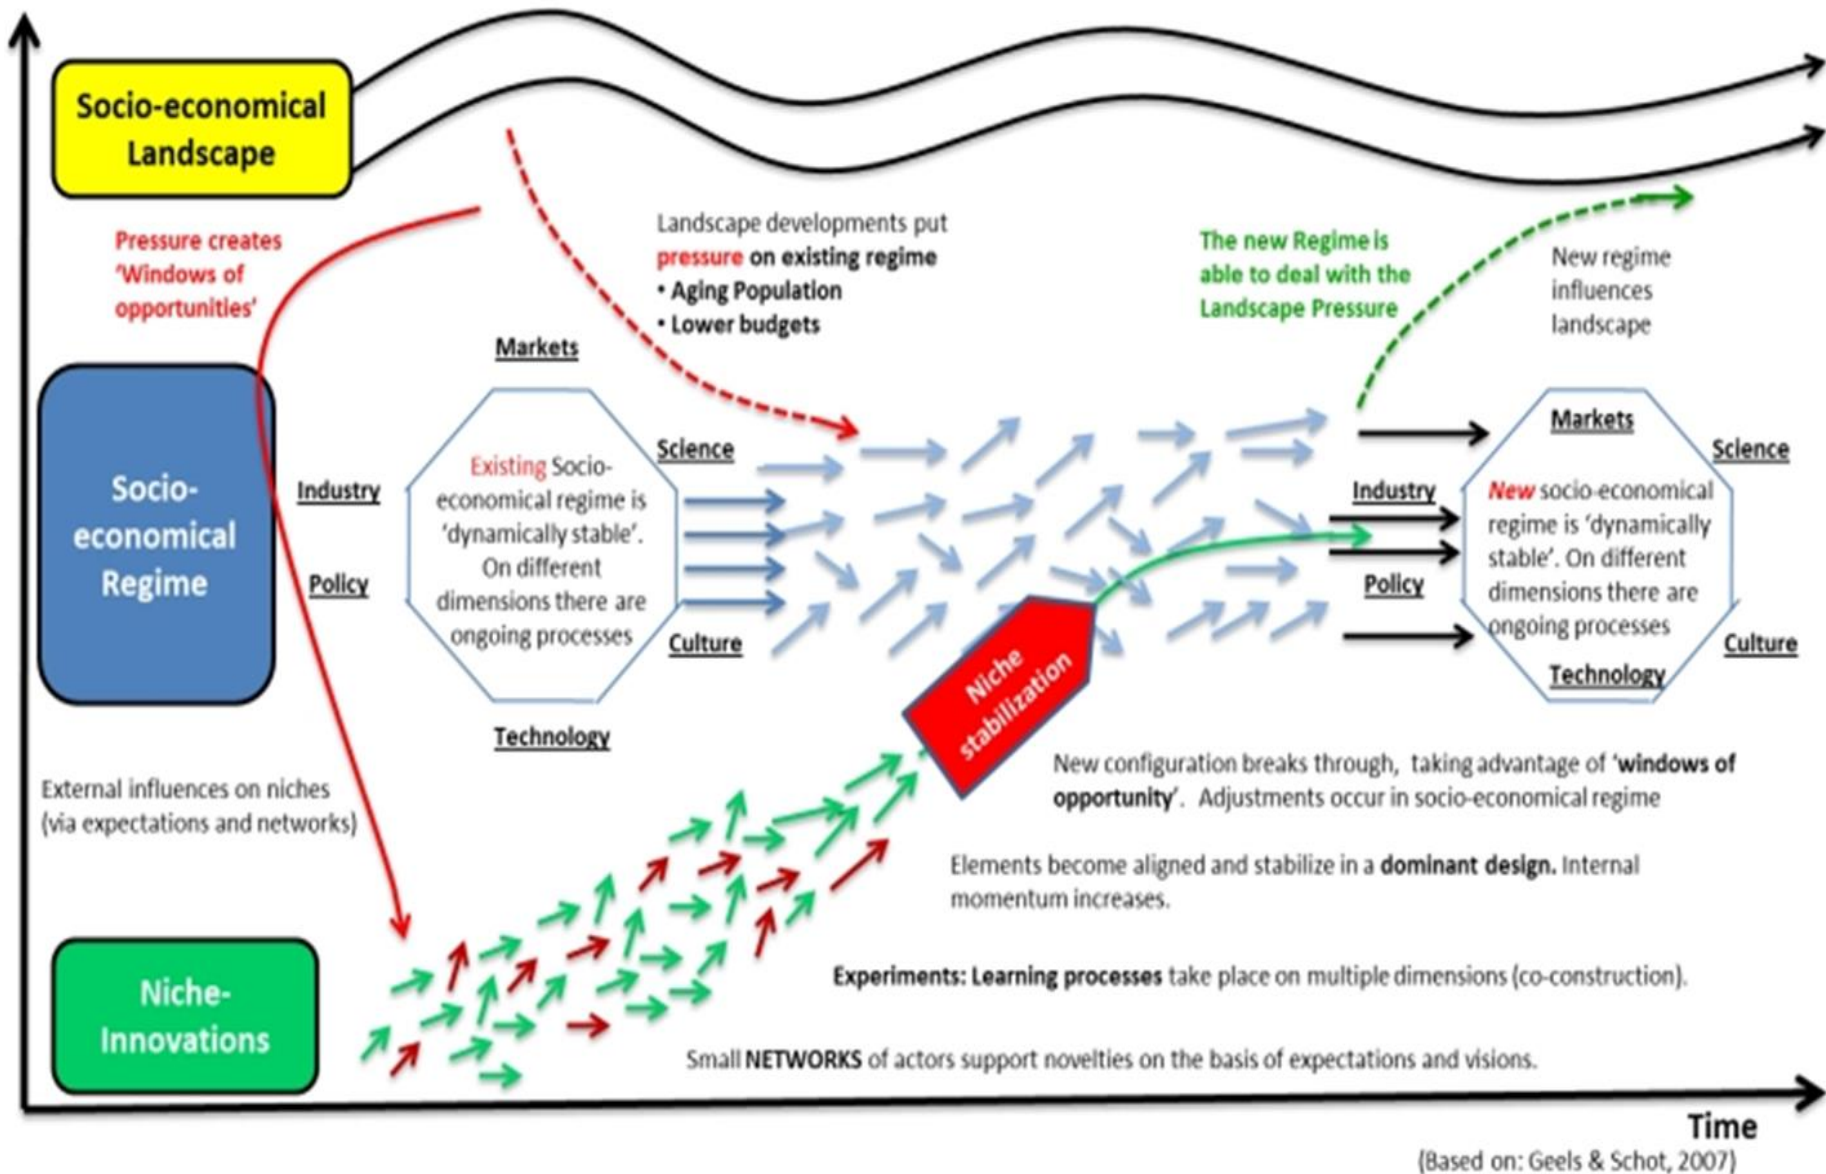 Socio-economical
Landscape
Pressure creates
'Windows of
opportunities'
Landscape developments put
pressure on existing regime
• Aging Population
• Lower budgets
The new Regime is
able to deal with the
Landscape Pressure
New regime
influences
landscape
Socio-
economical
Regime
Markets
Science
Industry
Policy
Culture
Technology
Existing Socio-
economical regime is
'dynamically stable'.
On different
dimensions there are
ongoing processes
Markets
Science
Industry
Policy
Culture
Technology
New socio-economical
regime is 'dynamically
stable'. On different
dimensions there are
ongoing processes
Niche
stabilization
External influences on niches
(via expectations and networks)
New configuration breaks through, taking advantage of 'windows of
opportunity'. Adjustments occur in socio-economical regime
Elements become aligned and stabilize in a dominant design. Internal
momentum increases.
Experiments: Learning processes take place on multiple dimensions (co-construction).
Niche-
Innovations
Small NETWORKS of actors support novelties on the basis of expectations and visions.
Time
(Based on: Geels & Schot, 2007)